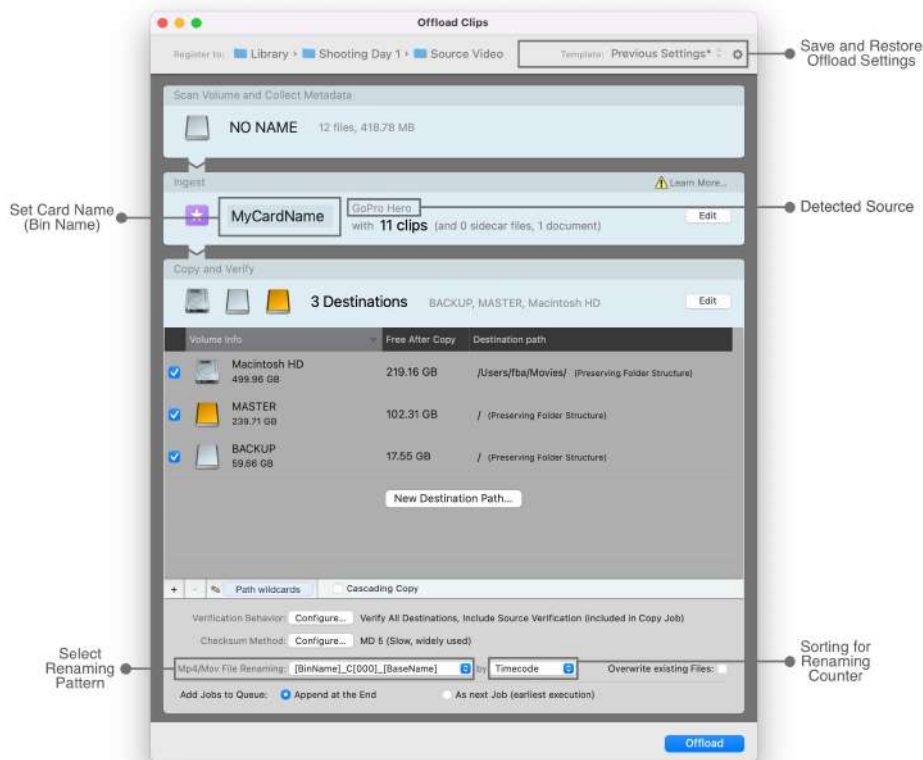 Offload Clips
Register to: Library › Shooting Day 1 › Source Video
Template: Previous Settings*
Save and Restore
Offload Settings
Scan Volume and Collect Metadata
NO NAME 12 files, 418.78 MB
Ingest
Learn More...
Set Card Name
(Bin Name)
MyCardName
GoPro Hero
with 11 clips (and 0 sidecar files, 1 document)
Edit
Detected Source
Copy and Verify
3 Destinations BACKUP, MASTER, Macintosh HD
Edit
Volume Info Free After Copy Destination path
Macintosh HD
499.96 GB
219.16 GB /Users/fba/Movies/ (Preserving Folder Structure)
MASTER
239.71 GB
102.31 GB / (Preserving Folder Structure)
BACKUP
59.66 GB
17.55 GB / (Preserving Folder Structure)
New Destination Path...
+ - Path wildcards Cascading Copy
Verification Behavior: Configure... Verify All Destinations, Include Source Verification (included in Copy Job)
Checksum Method: Configure... MD 5 (Slow, widely used)
Select
Renaming
Pattern
Mp4/Mov File Renaming: [BinName]_C[000]_[BaseName] by Timecode Overwrite existing Files:
Sorting for
Renaming
Counter
Add Jobs to Queue: Append at the End As next Job (earliest execution)
Offload